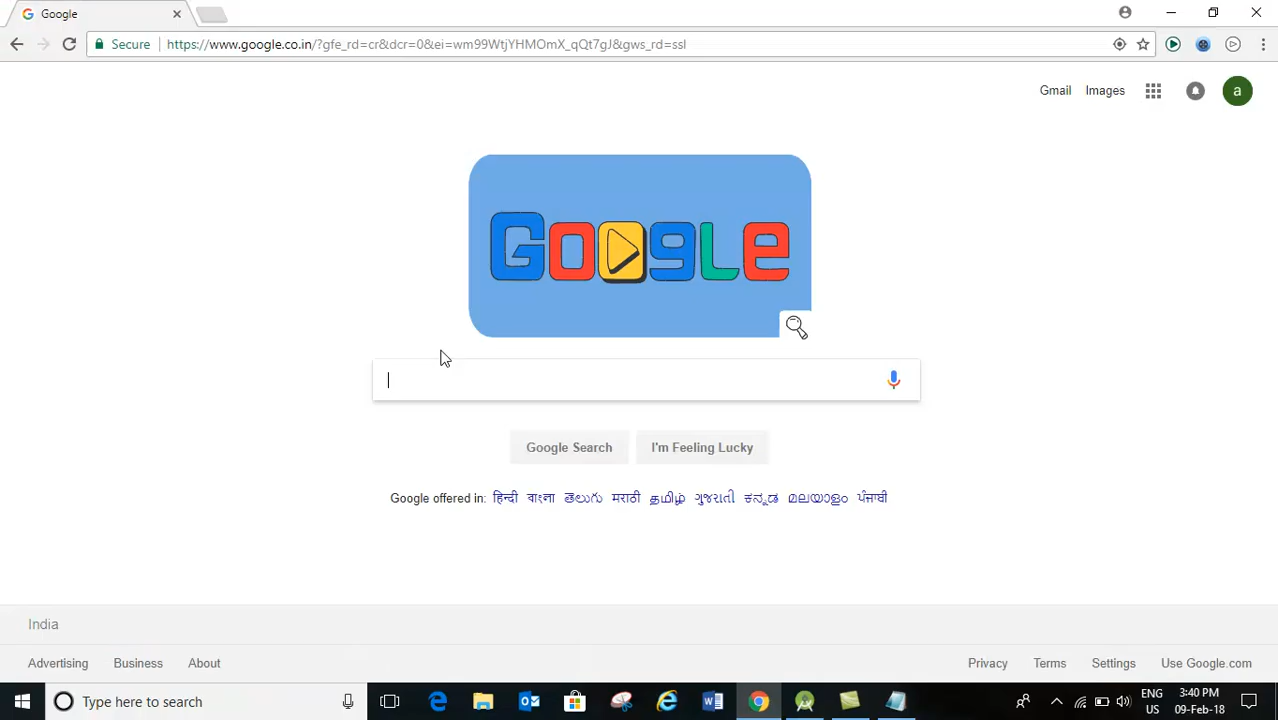 Google
Secure https://www.google.co.in/?gfe_rd=cr&dcr=0&ei=wm99WtjYHMOmX_qQt7gJ&gws_rd=ssl
Gmail Images a
Google
Google Search I'm Feeling Lucky
Google offered in: हिन्दी বাংলা తెలుగు मराठी தமிழ் ગુજરાતી ಕನ್ನಡ മലയാളം ਪੰਜਾਬੀ
India
Advertising Business About Privacy Terms Settings Use Google.com
Type here to search ENG 3:40 PM
US 09-Feb-18